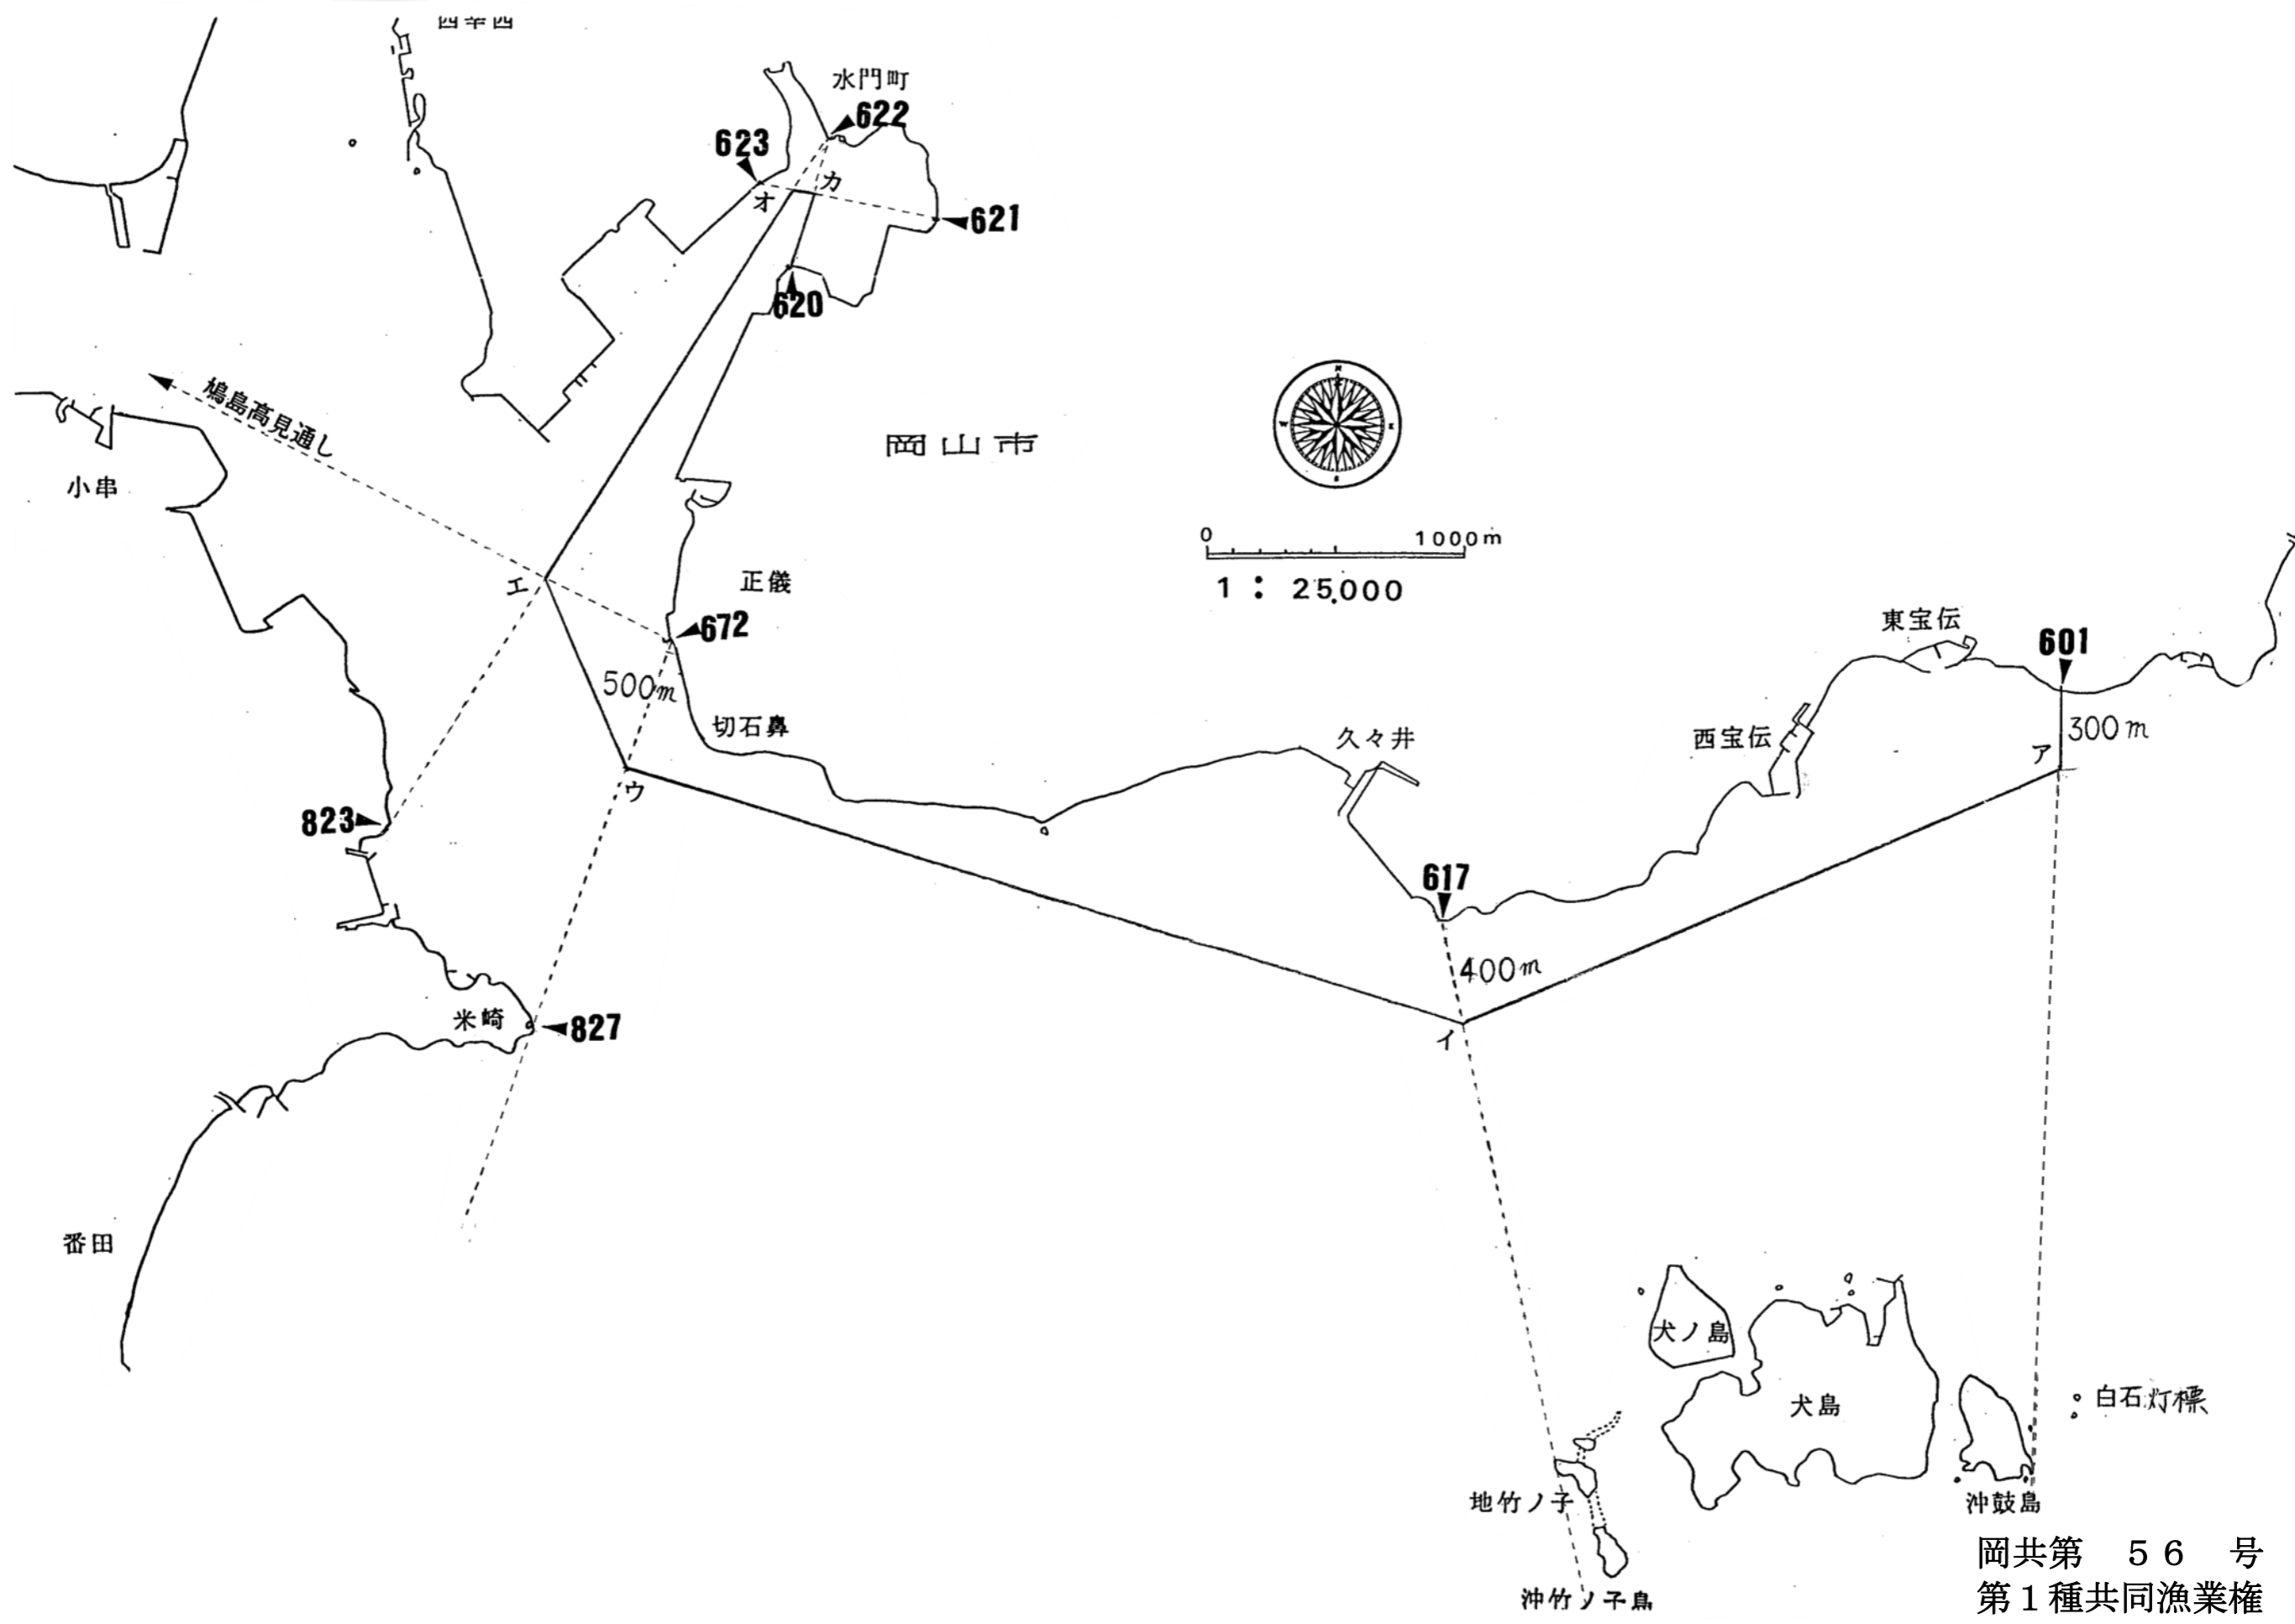 水門町
622
623
カ
オ
621
620
鳩島高見通し
岡山市
小串
0 1000m
1 : 25,000
エ
正儀
672
東宝伝
601
500m
切石鼻
久々井
西宝伝
300m
ア
ウ
823
617
400m
米崎
827
イ
番田
犬ノ島
犬島
白石灯標
地竹ノ子
沖鼓島
沖竹ノ子島
岡共第 56 号
第1種共同漁業権